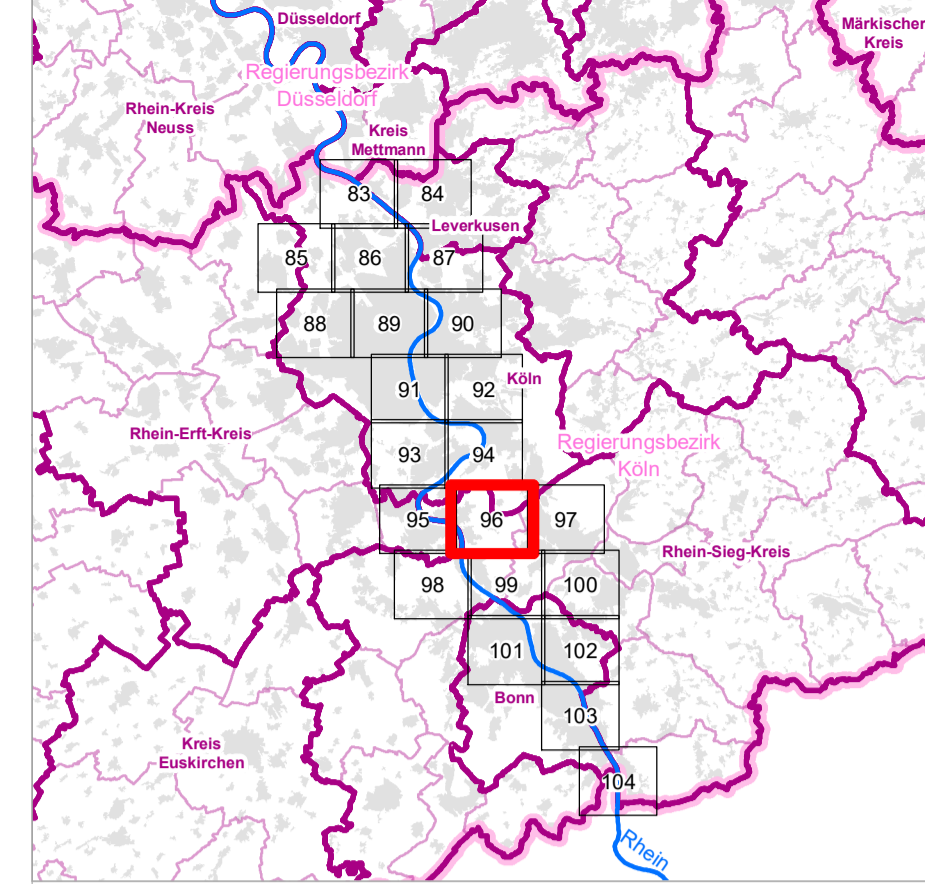 Düsseldorf
Märkischer
Kreis
Regierungsbezirk
Düsseldorf
Rhein-Kreis
Neuss
Kreis
Mettmann
83
84
Leverkusen
85
86
87
88
89
90
91
92
Köln
Rhein-Erft-Kreis
93
94
Regierungsbezirk
Köln
95
96
97
Rhein-Sieg-Kreis
98
99
100
101
102
Bonn
103
Kreis
Euskirchen
104
Rhein